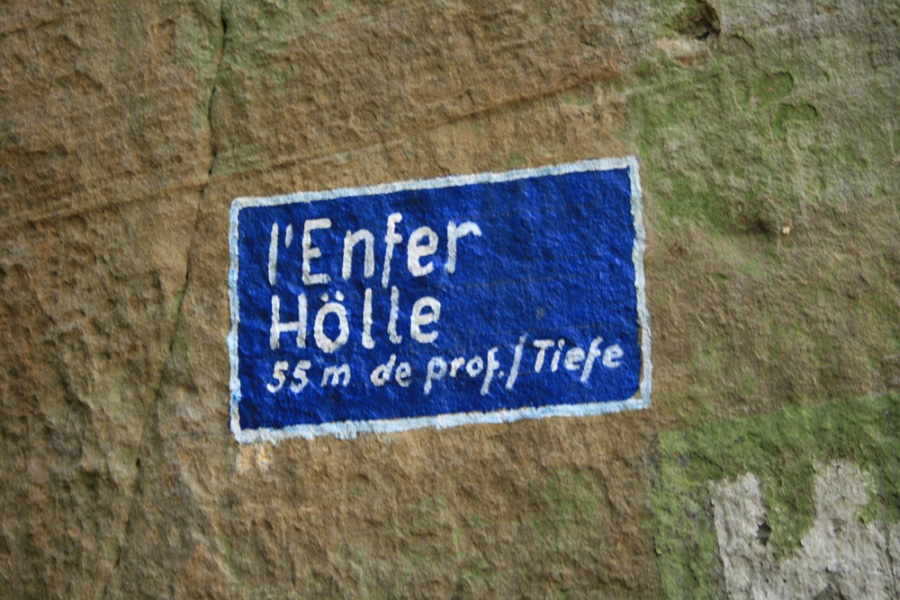 l'Enfer
Hölle
55 m de prof./Tiefe